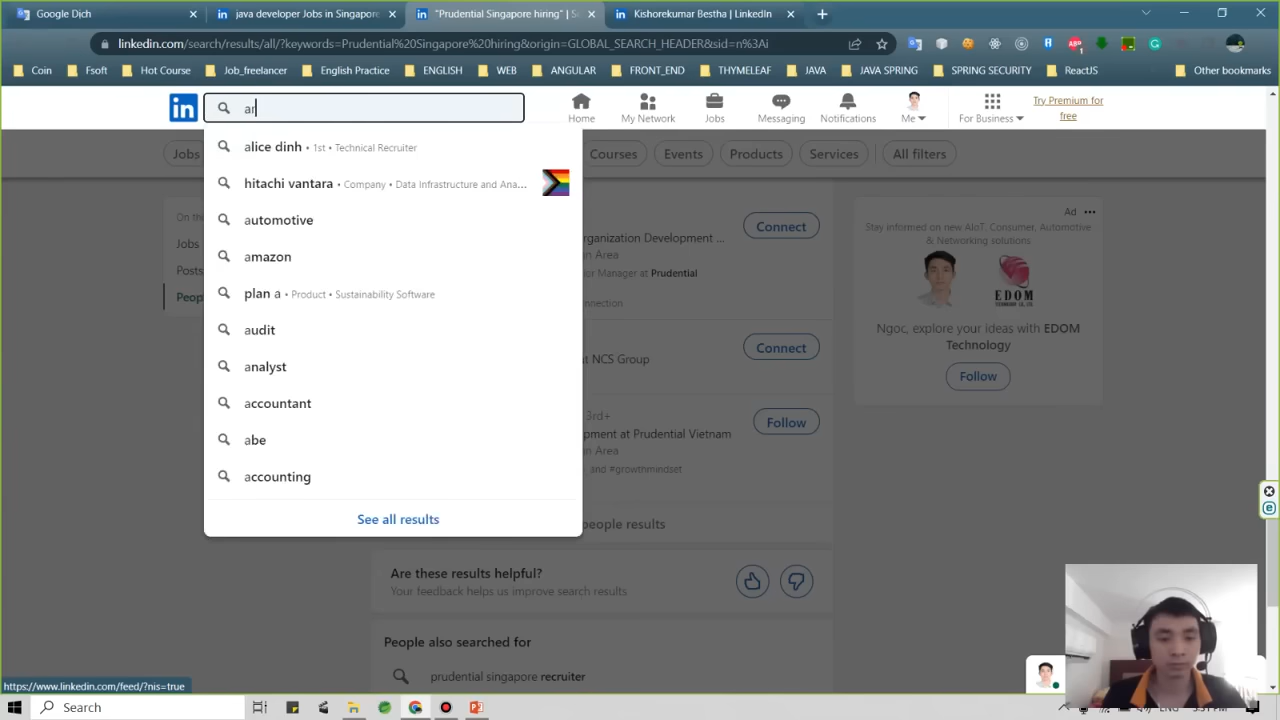 Google Dịch
java developer Jobs in Singapore
"Prudential Singapore hiring" | S
Kishorekumar Bestha | LinkedIn
linkedin.com/search/results/all/?keywords=Prudential%20Singapore%20hiring&origin=GLOBAL_SEARCH_HEADER&sid=n%3Ai
Coin
Fsoft
Hot Course
Job_freelancer
English Practice
ENGLISH
WEB
ANGULAR
FRONT_END
THYMELEAF
JAVA
JAVA SPRING
SPRING SECURITY
ReactJS
Other bookmarks
in
ar
Home
My Network
Jobs
Messaging
Notifications
Me
For Business
Try Premium for
free
Jobs
Courses
Events
Products
Services
All filters
alice dinh • 1st • Technical Recruiter
hitachi vantara • Company • Data Infrastructure and Ana...
automotive
amazon
plan a • Product • Sustainability Software
audit
analyst
accountant
abe
accounting
See all results
On th
Jobs
Posts
Peop
rganization Development ...
n Area
ior Manager at Prudential
onnection
Connect
t NCS Group
Connect
3rd+
opment at Prudential Vietnam
n Area
and #growthmindset
Follow
people results
Are these results helpful?
Your feedback helps us improve search results
People also searched for
prudential singapore recruiter
Ad
Stay informed on new AIoT. Consumer, Automotive
& Networking solutions
EDOM
Ngoc, explore your ideas with EDOM
Technology
Follow
https://www.linkedin.com/feed/?nis=true
Search
ENG